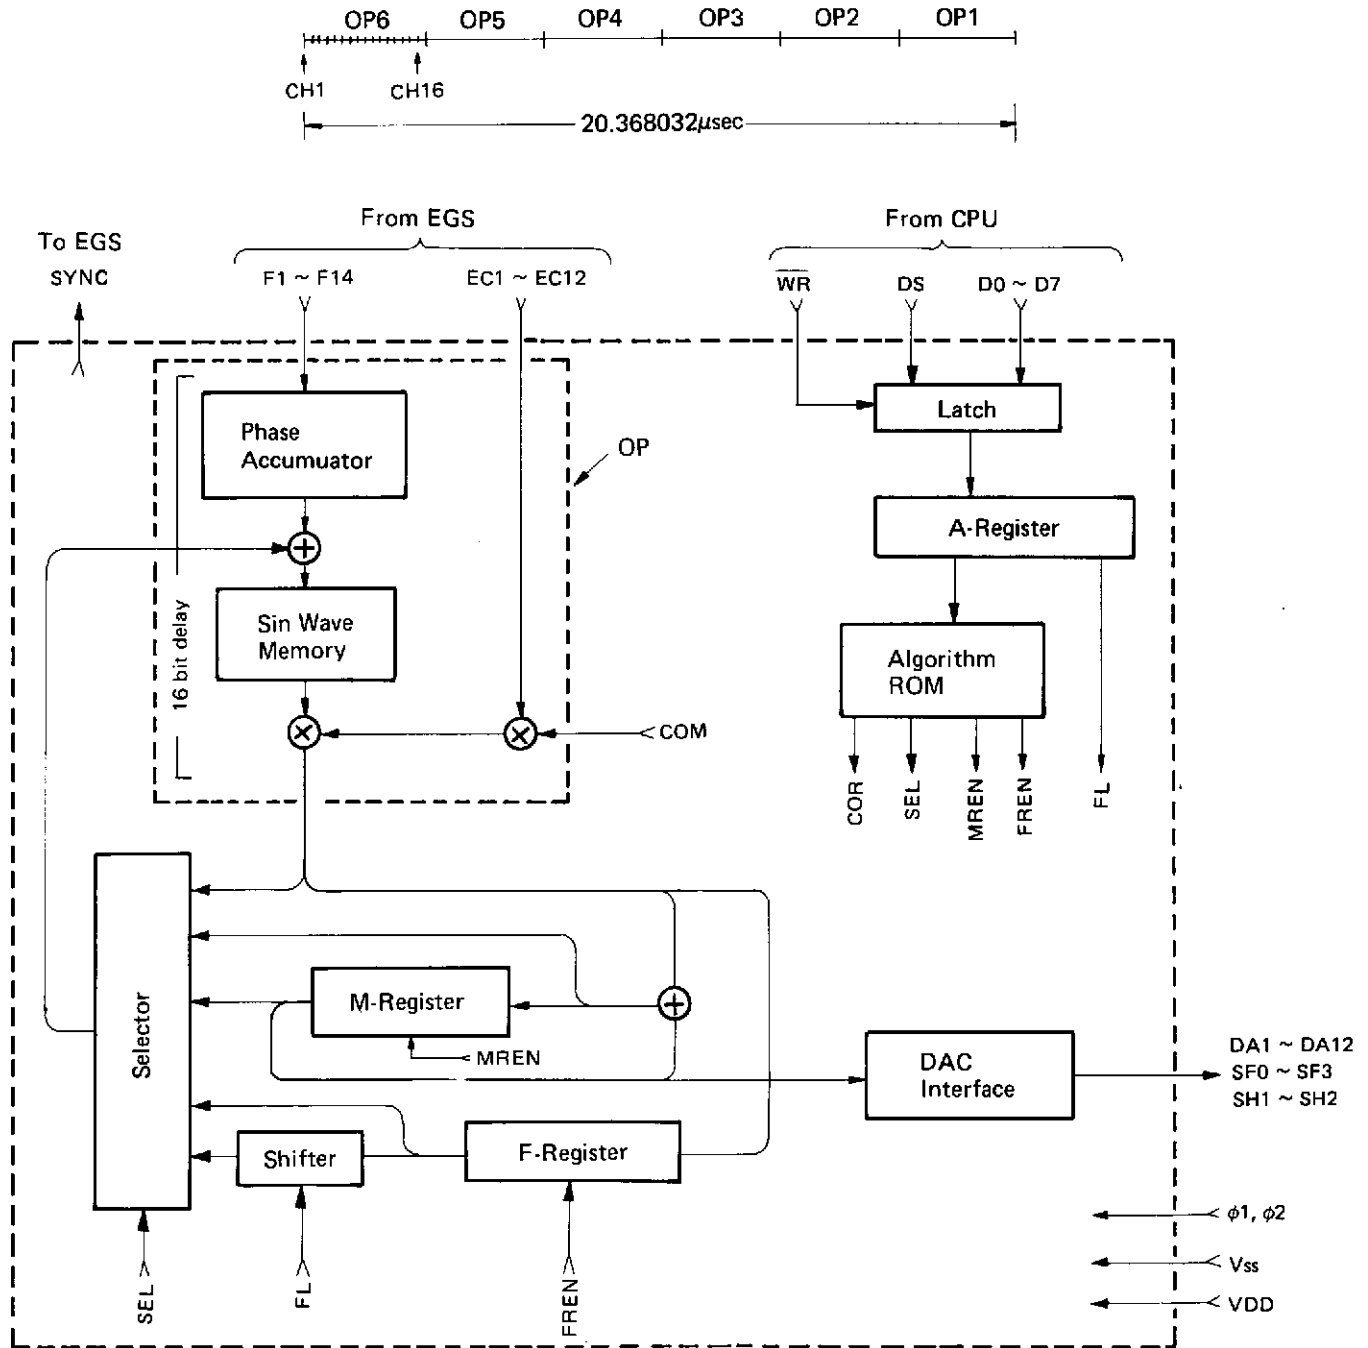 OP6 OP5 OP4 OP3 OP2 OP1
CH1 CH16
20.368032μsec
From EGS From CPU
To EGS
SYNC F1 ~ F14 EC1 ~ EC12 WR DS D0 ~ D7
Phase
Accumuator
OP
Latch
A-Register
16 bit delay
Sin Wave
Memory
Algorithm
ROM
COM
COR SEL MREN FREN FL
Selector
M-Register
MREN
DAC
Interface
DA1 ~ DA12
SF0 ~ SF3
SH1 ~ SH2
Shifter
F-Register
SEL FL FREN
ϕ1, ϕ2
Vss
VDD